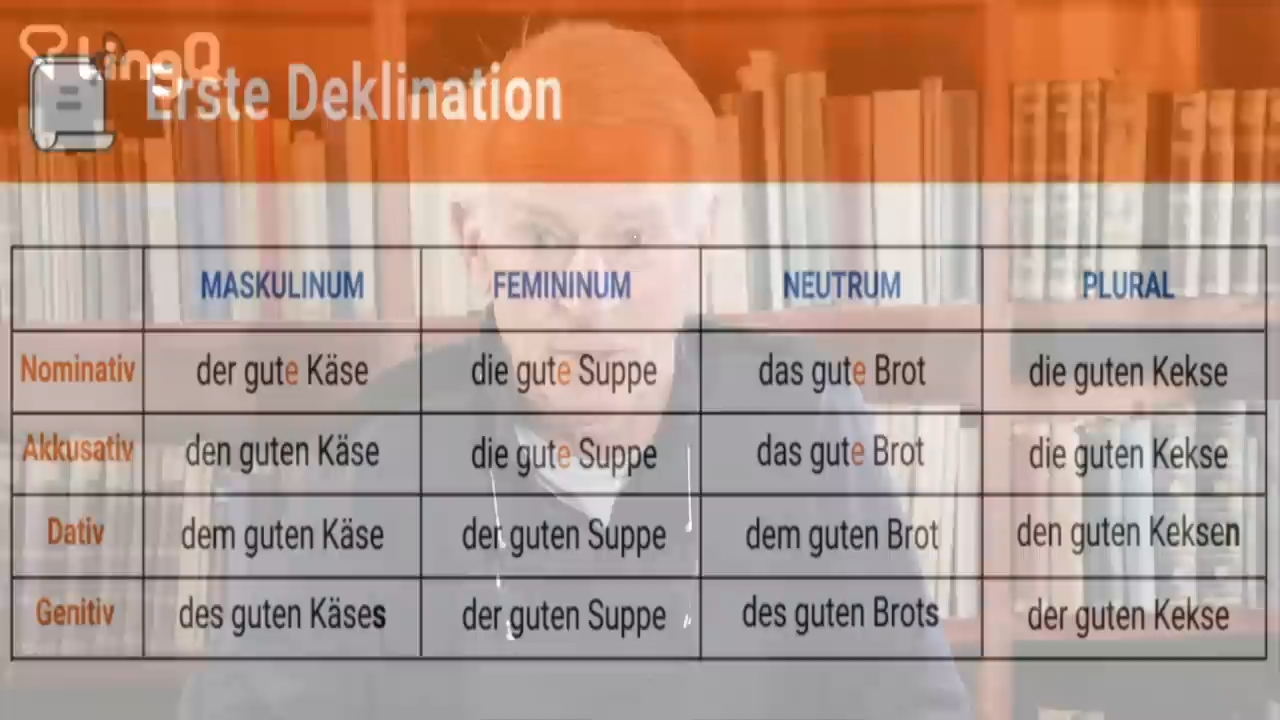 LingQ
Erste Deklination
MASKULINUM FEMININUM NEUTRUM PLURAL
Nominativ der gute Käse die gute Suppe das gute Brot die guten Kekse
Akkusativ den guten Käse die gute Suppe das gute Brot die guten Kekse
Dativ dem guten Käse der guten Suppe dem guten Brot den guten Keksen
Genitiv des guten Käses der guten Suppe des guten Brots der guten Kekse